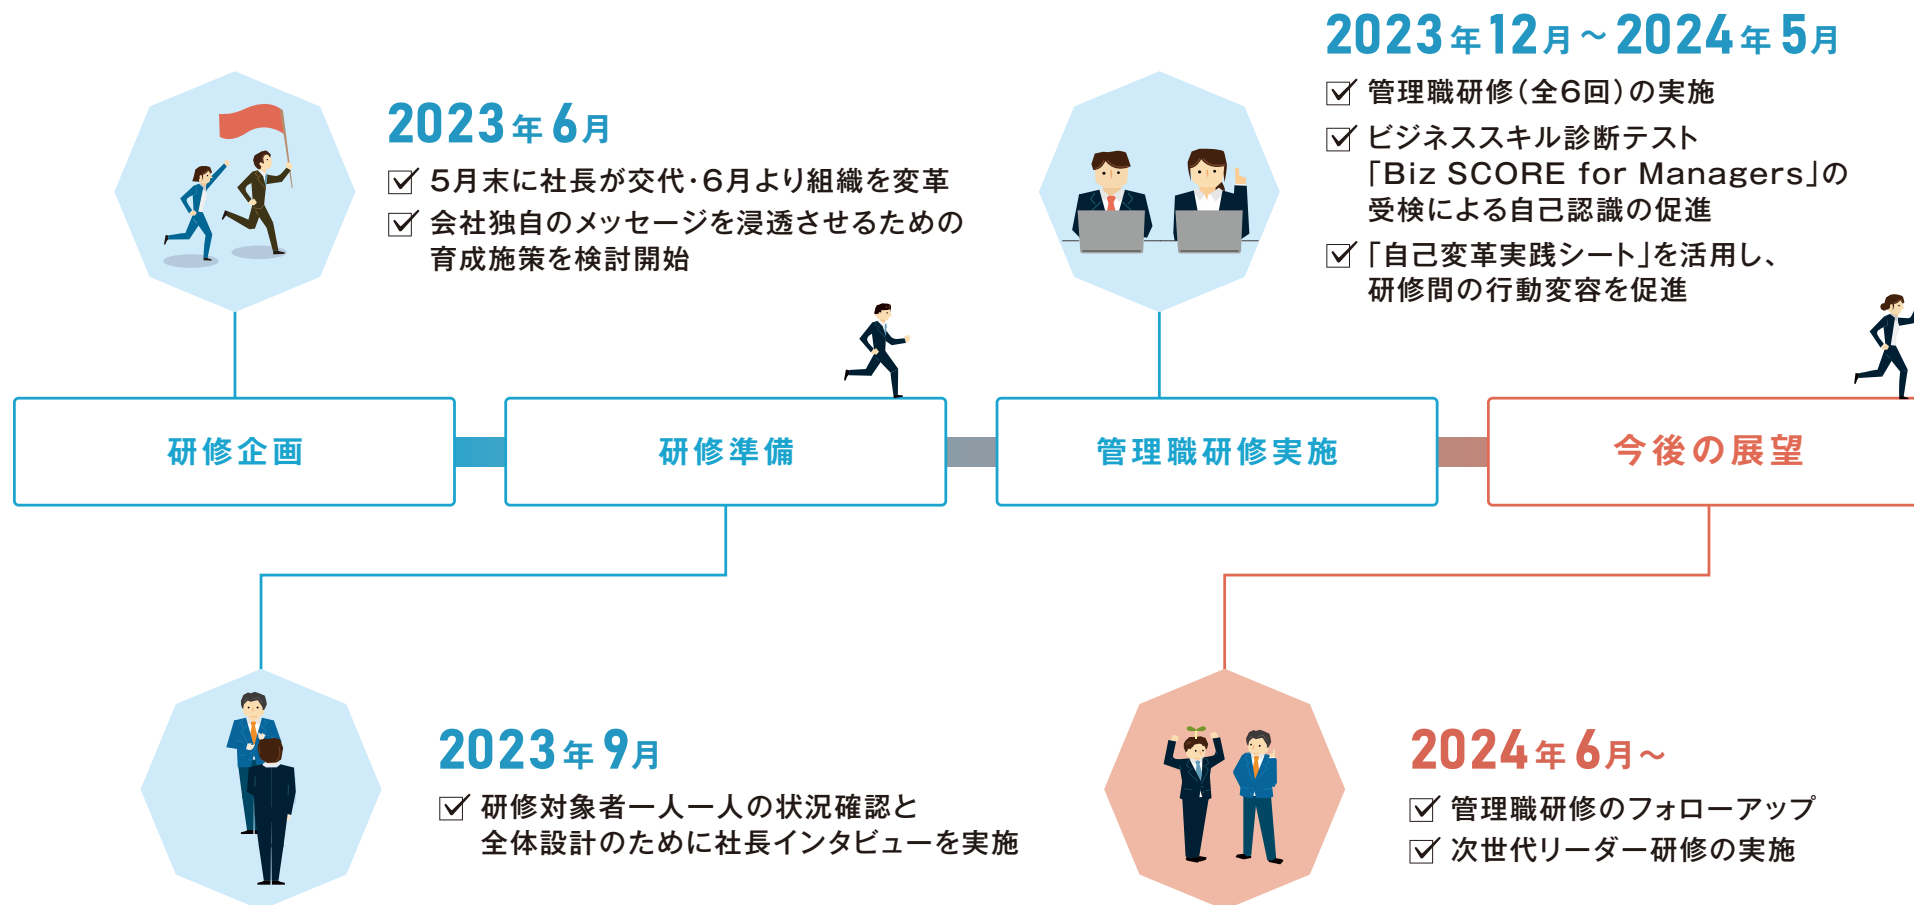 2023年6月
5月末に社長が交代・6月より組織を変革
会社独自のメッセージを浸透させるための
育成施策を検討開始
2023年12月～2024年5月
管理職研修(全6回)の実施
ビジネススキル診断テスト
「Biz SCORE for Managers」の
受検による自己認識の促進
「自己変革実践シート」を活用し、
研修間の行動変容を促進
研修企画
研修準備
管理職研修実施
今後の展望
2023年9月
研修対象者一人一人の状況確認と
全体設計のために社長インタビューを実施
2024年6月～
管理職研修のフォローアップ
次世代リーダー研修の実施